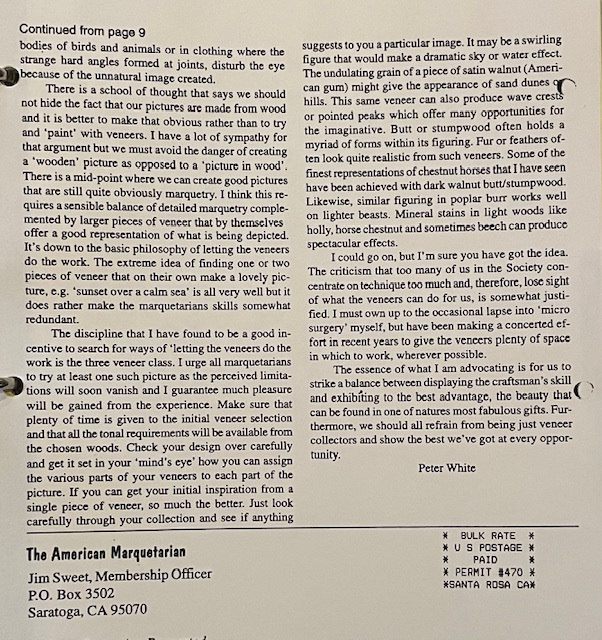 Continued from page 9
bodies of birds and animals or in clothing where the
strange hard angles formed at joints, disturb the eye
because of the unnatural image created.
There is a school of thought that says we should
not hide the fact that our pictures are made from wood
and it is better to make that obvious rather than to try
and 'paint' with veneers. I have a lot of sympathy for
that argument but we must avoid the danger of creating
a 'wooden' picture as opposed to a 'picture in wood'.
There is a mid-point where we can create good pictures
that are still quite obviously marquetry. I think this re-
quires a sensible balance of detailed marquetry comple-
mented by larger pieces of veneer that by themselves
offer a good representation of what is being depicted.
It's down to the basic philosophy of letting the veneers
do the work. The extreme idea of finding one or two
pieces of veneer that on their own make a lovely pic-
ture, e.g. 'sunset over a calm sea' is all very well but it
does rather make the marquetarians skills somewhat
redundant.
The discipline that I have found to be a good in-
centive to search for ways of 'letting the veneers do the
work is the three veneer class. I urge all marquetarians
to try at least one such picture as the perceived limita-
tions will soon vanish and I guarantee much pleasure
will be gained from the experience. Make sure that
plenty of time is given to the initial veneer selection
and that all the tonal requirements will be available from
the chosen woods. Check your design over carefully
and get it set in your 'mind's eye' how you can assign
the various parts of your veneers to each part of the
picture. If you can get your initial inspiration from a
single piece of veneer, so much the better. Just look
carefully through your collection and see if anything
suggests to you a particular image. It may be a swirling
figure that would make a dramatic sky or water effect.
The undulating grain of a piece of satin walnut (Ameri-
can gum) might give the appearance of sand dunes
hills. This same veneer can also produce wave crests
or pointed peaks which offer many opportunities for
the imaginative. Butt or stumpwood often holds a
myriad of forms within its figuring. Fur or feathers of-
ten look quite realistic from such veneers. Some of the
finest representations of chestnut horses that I have seen
have been achieved with dark walnut butt/stumpwood.
Likewise, similar figuring in poplar burr works well
on lighter beasts. Mineral stains in light woods like
holly, horse chestnut and sometimes beech can produce
spectacular effects.
I could go on, but I'm sure you have got the idea.
The criticism that too many of us in the Society con-
centrate on technique too much and, therefore, lose sight
of what the veneers can do for us, is somewhat justi-
fied. I must own up to the occasional lapse into 'micro
surgery' myself, but have been making a concerted ef-
fort in recent years to give the veneers plenty of space
in which to work, wherever possible.
The essence of what I am advocating is for us to
strike a balance between displaying the craftsman's skill
and exhibiting to the best advantage, the beauty that
can be found in one of natures most fabulous gifts. Fur-
thermore, we should all refrain from being just veneer
collectors and show the best we've got at every oppor-
tunity.
Peter White
The American Marquetarian
Jim Sweet, Membership Officer
P.O. Box 3502
Saratoga, CA 95070
* BULK RATE *
* U S POSTAGE *
* PAID *
* PERMIT #470 *
*SANTA ROSA CA*